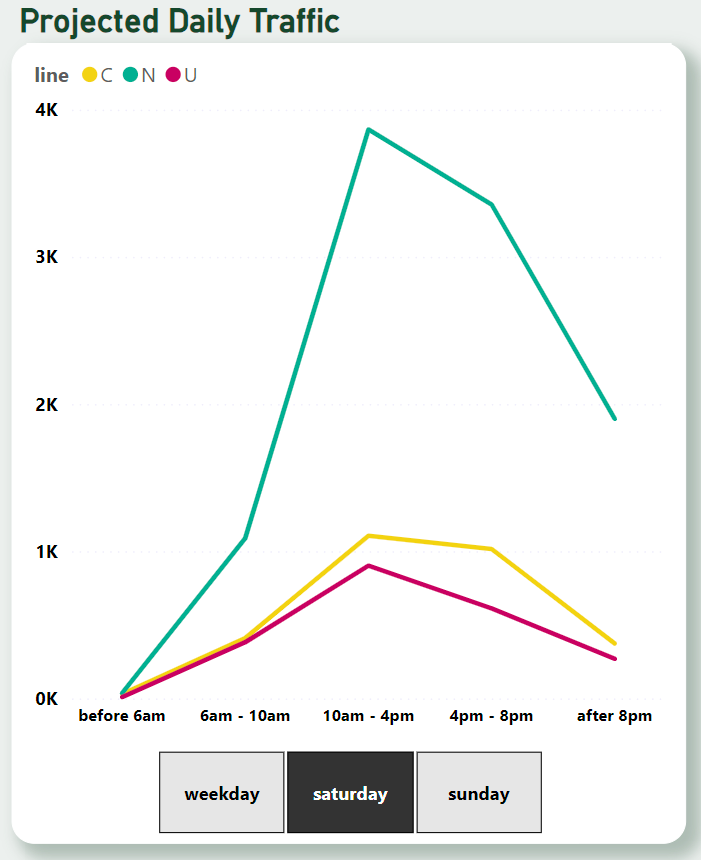 Projected Daily Traffic
line C N U
4K
3K
2K
1K
0K
before 6am 6am - 10am 10am - 4pm 4pm - 8pm after 8pm
weekday saturday sunday